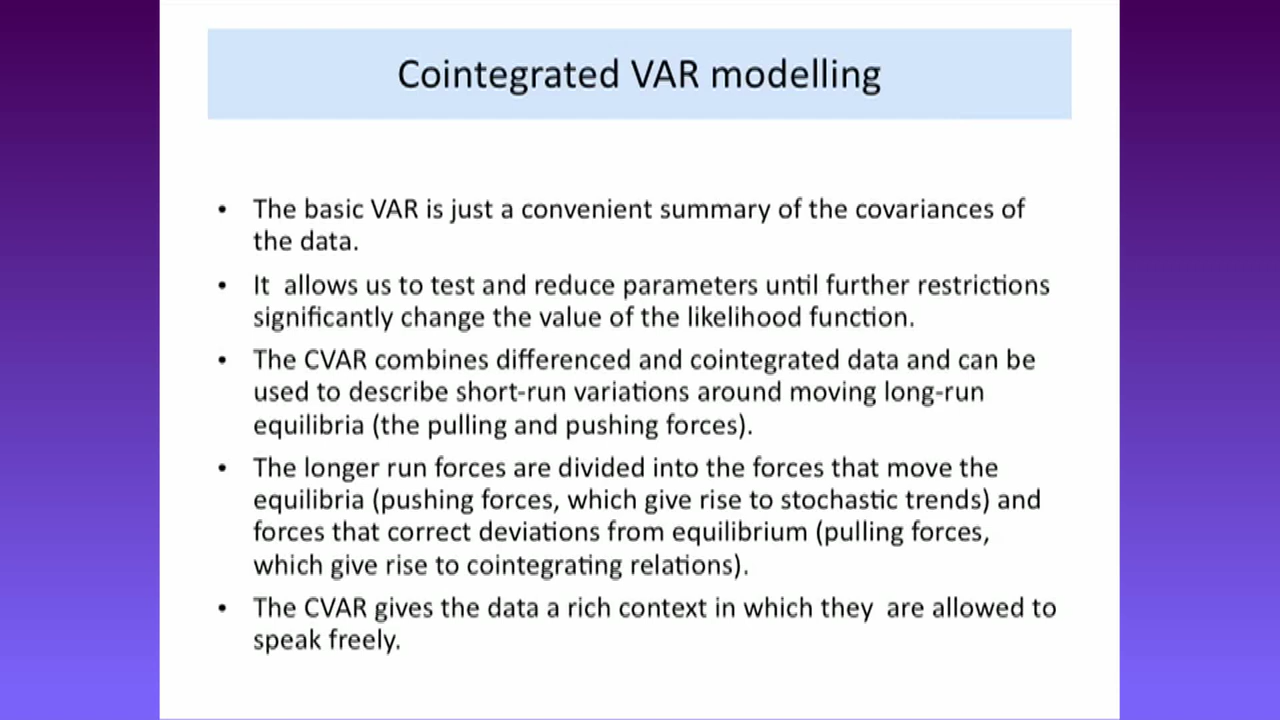 Cointegrated VAR modelling
• The basic VAR is just a convenient summary of the covariances of
the data.
• It  allows us to test and reduce parameters until further restrictions
significantly change the value of the likelihood function.
• The CVAR combines differenced and cointegrated data and can be
used to describe short-run variations around moving long-run
equilibria (the pulling and pushing forces).
• The longer run forces are divided into the forces that move the
equilibria (pushing forces, which give rise to stochastic trends) and
forces that correct deviations from equilibrium (pulling forces,
which give rise to cointegrating relations).
• The CVAR gives the data a rich context in which they  are allowed to
speak freely.